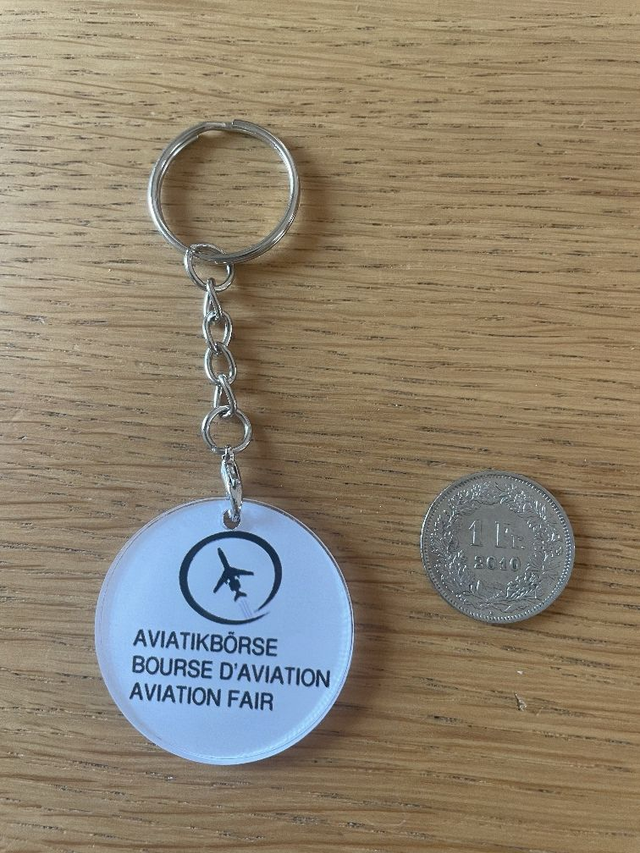 AVIATIKBÖRSE
BOURSE D'AVIATION
AVIATION FAIR
1 Fr.
2010